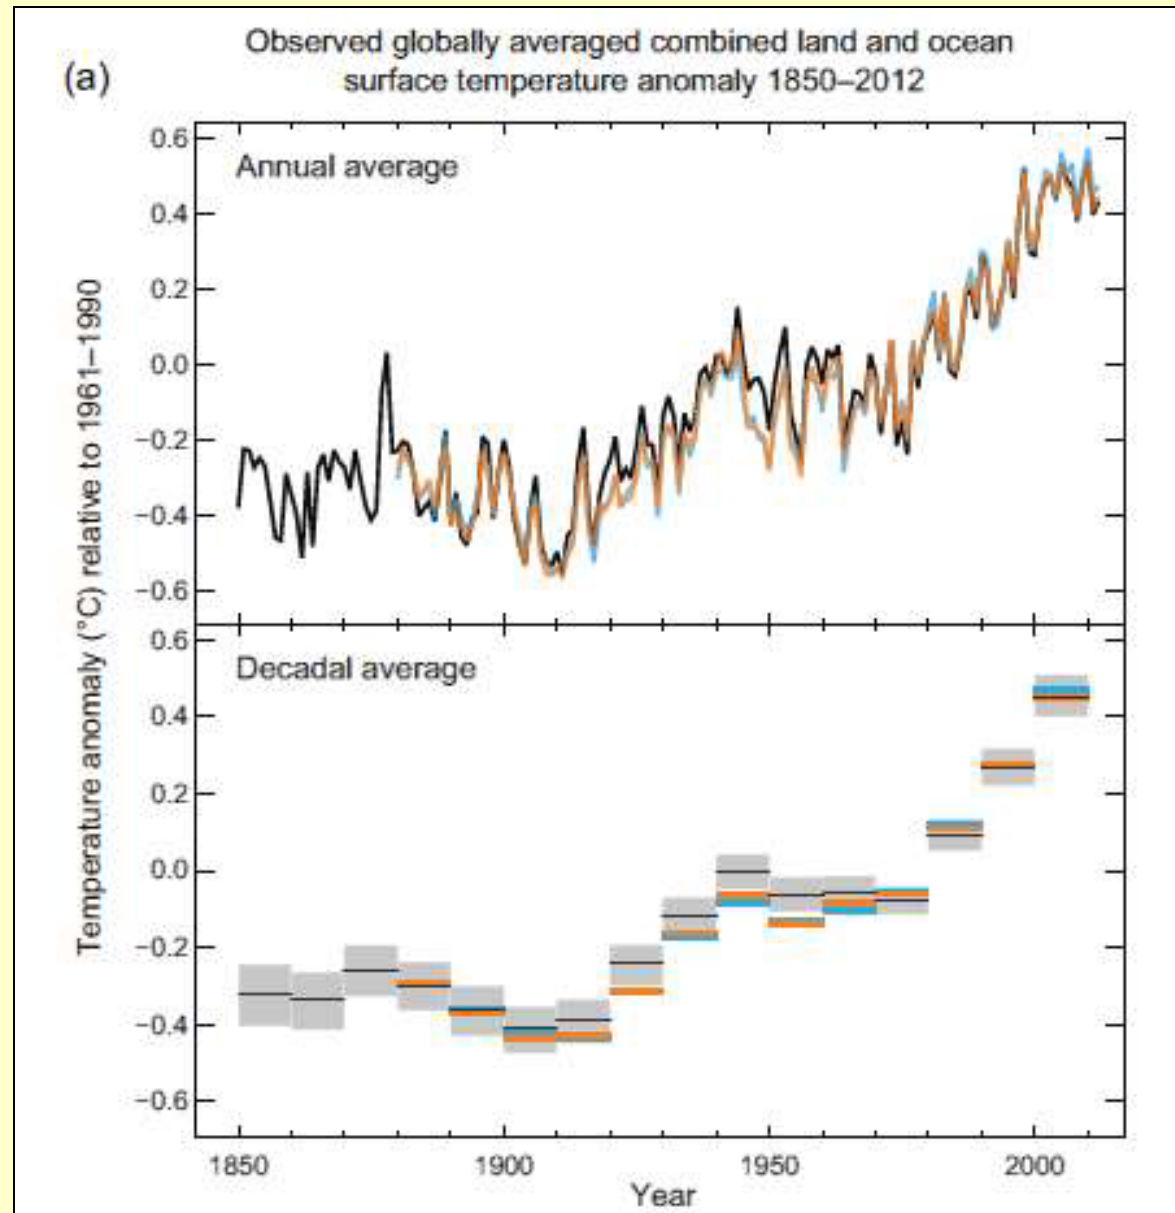 Observed globally averaged combined land and ocean
surface temperature anomaly 1850–2012
(a)
Annual average
0.6
0.4
0.2
0.0
−0.2
−0.4
−0.6
Temperature anomaly (°C) relative to 1961–1990
Decadal average
0.6
0.4
0.2
0.0
−0.2
−0.4
−0.6
1850 1900 1950 2000
Year